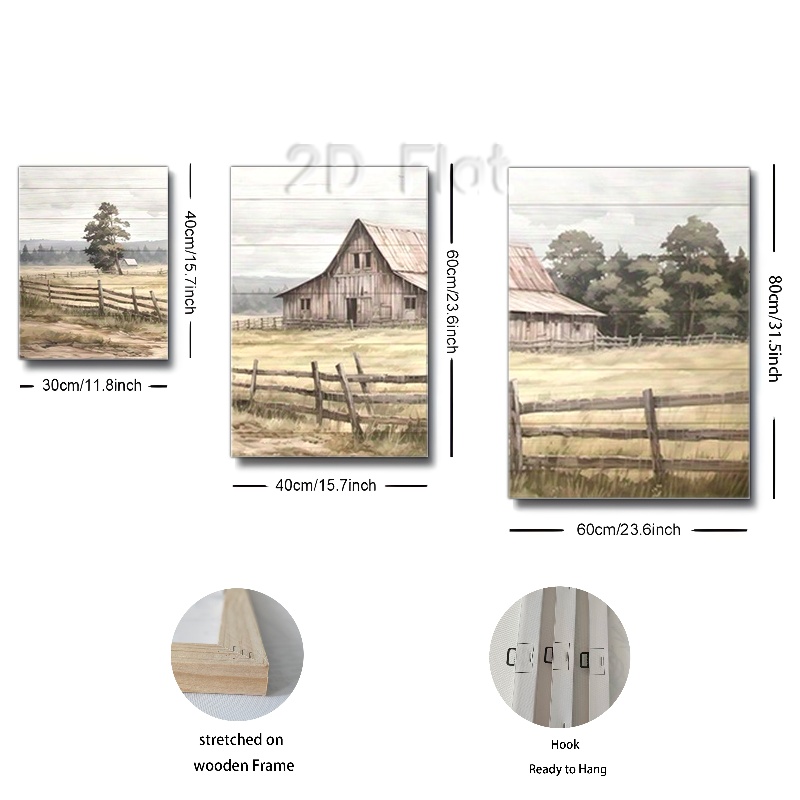 2D Flat
40cm/15.7inch
60cm/23.6inch
80cm/31.5inch
30cm/11.8inch
40cm/15.7inch
60cm/23.6inch
stretched on
wooden Frame
Hook
Ready to Hang